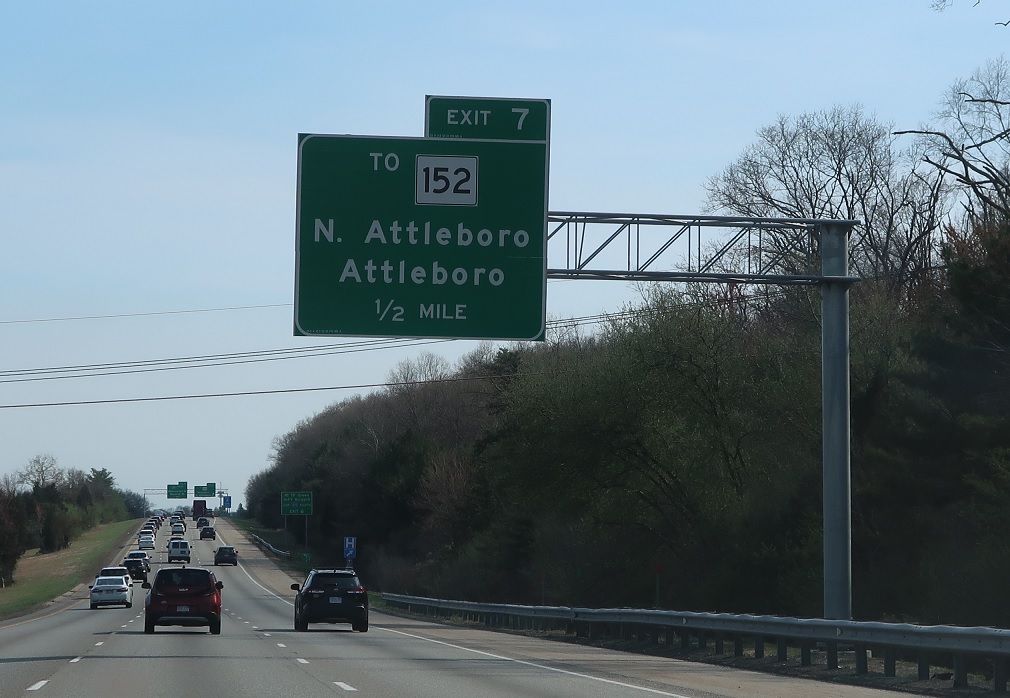 EXIT 7
TO 152
N. Attleboro
Attleboro
1/2 MILE
H